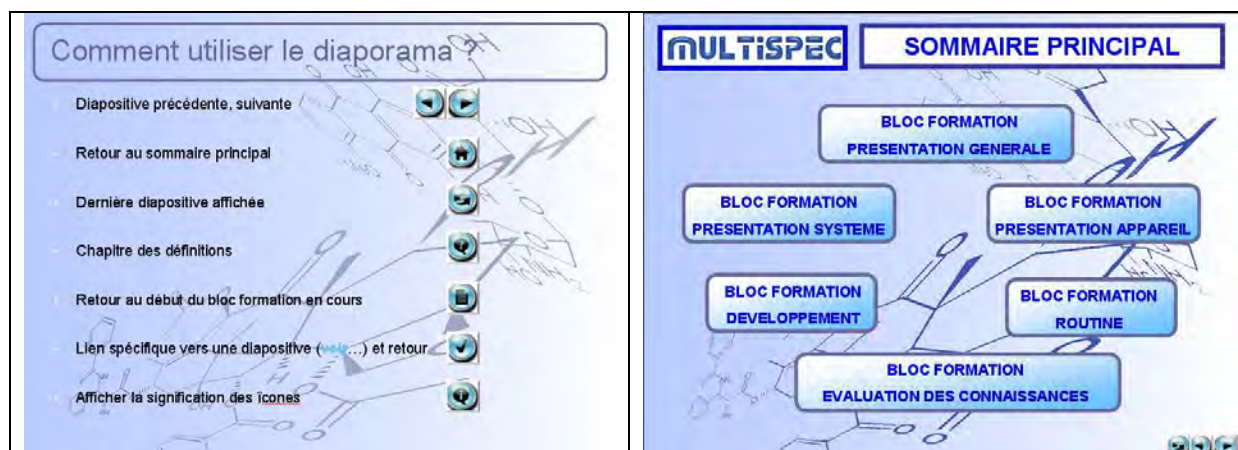 Comment utiliser le diaporama ?
Diapositive précédente, suivante
Retour au sommaire principal
Dernière diapositive affichée
Chapitre des définitions
Retour au début du bloc formation en cours
Lien spécifique vers une diapositive (voir…) et retour
Afficher la signification des icones
MULTiSPEC
SOMMAIRE PRINCIPAL
BLOC FORMATION
PRESENTATION GENERALE
BLOC FORMATION
PRESENTATION SYSTEME
BLOC FORMATION
PRESENTATION APPAREIL
BLOC FORMATION
DEVELOPPEMENT
BLOC FORMATION
ROUTINE
BLOC FORMATION
EVALUATION DES CONNAISSANCES